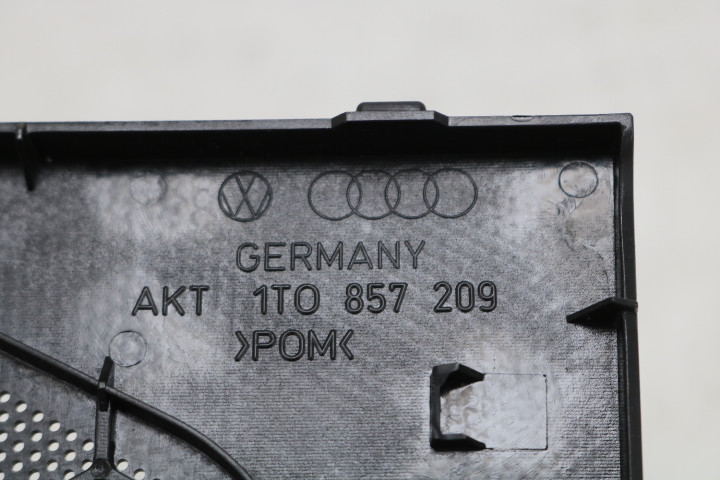 GERMANY
AKT 1T0 857 209
>POM<